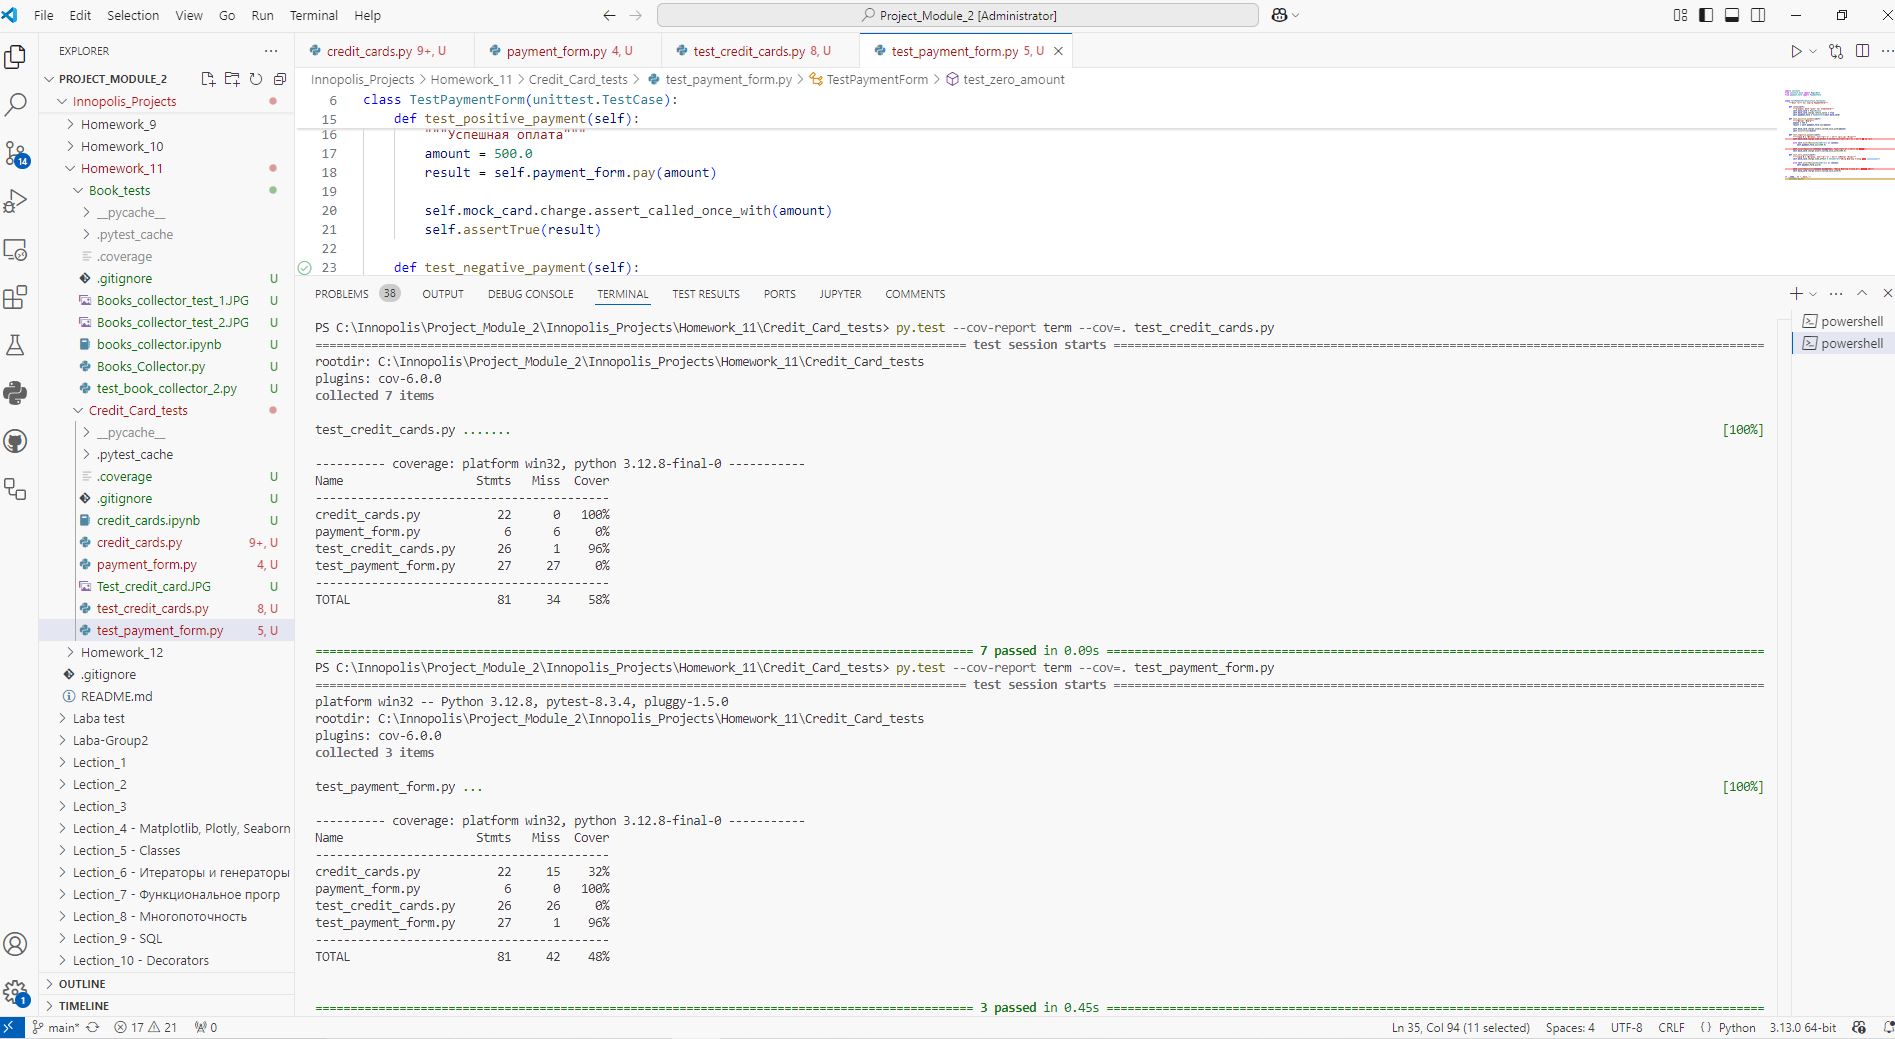 File Edit Selection View Go Run Terminal Help
Project_Module_2 [Administrator]
EXPLORER
PROJECT_MODULE_2
Innopolis_Projects
Homework_9
Homework_10
Homework_11
Book_tests
__pycache__
.pytest_cache
.coverage
.gitignore U
Books_collector_test_1.JPG U
Books_collector_test_2.JPG U
books_collector.ipynb U
Books_Collector.py U
test_book_collector_2.py U
Credit_Card_tests
__pycache__
.pytest_cache
.coverage U
.gitignore U
credit_cards.ipynb U
credit_cards.py 9+, U
payment_form.py 4, U
Test_credit_card.JPG U
test_credit_cards.py 8, U
test_payment_form.py 5, U
Homework_12
.gitignore
README.md
Laba test
Laba-Group2
Lection_1
Lection_2
Lection_3
Lection_4 - Matplotlib, Plotly, Seaborn
Lection_5 - Classes
Lection_6 - Итераторы и генераторы
Lection_7 - Функциональное прогр
Lection_8 - Многопоточность
Lection_9 - SQL
Lection_10 - Decorators
OUTLINE
TIMELINE
14
1
credit_cards.py 9+, U payment_form.py 4, U test_credit_cards.py 8, U test_payment_form.py 5, U
Innopolis_Projects > Homework_11 > Credit_Card_tests > test_payment_form.py > TestPaymentForm > test_zero_amount
6 class TestPaymentForm(unittest.TestCase):
15 def test_positive_payment(self):
16 """Успешная оплата"""
17 amount = 500.0
18 result = self.payment_form.pay(amount)
19
20 self.mock_card.charge.assert_called_once_with(amount)
21 self.assertTrue(result)
22
23 def test_negative_payment(self):
PROBLEMS 38 OUTPUT DEBUG CONSOLE TERMINAL TEST RESULTS PORTS JUPYTER COMMENTS
powershell
powershell
PS C:\Innopolis\Project_Module_2\Innopolis_Projects\Homework_11\Credit_Card_tests> py.test --cov-report term --cov=. test_credit_cards.py
test session starts
rootdir: C:\Innopolis\Project_Module_2\Innopolis_Projects\Homework_11\Credit_Card_tests
plugins: cov-6.0.0
collected 7 items
test_credit_cards.py ....... [100%]
---------- coverage: platform win32, python 3.12.8-final-0 -----------
Name Stmts Miss Cover
credit_cards.py 22 0 100%
payment_form.py 6 6 0%
test_credit_cards.py 26 1 96%
test_payment_form.py 27 27 0%
TOTAL 81 34 58%
7 passed in 0.09s
PS C:\Innopolis\Project_Module_2\Innopolis_Projects\Homework_11\Credit_Card_tests> py.test --cov-report term --cov=. test_payment_form.py
test session starts
platform win32 -- Python 3.12.8, pytest-8.3.4, pluggy-1.5.0
rootdir: C:\Innopolis\Project_Module_2\Innopolis_Projects\Homework_11\Credit_Card_tests
plugins: cov-6.0.0
collected 3 items
test_payment_form.py ... [100%]
---------- coverage: platform win32, python 3.12.8-final-0 -----------
Name Stmts Miss Cover
credit_cards.py 22 15 32%
payment_form.py 6 0 100%
test_credit_cards.py 26 26 0%
test_payment_form.py 27 1 96%
TOTAL 81 42 48%
3 passed in 0.45s
main* 17 21 0 Ln 35, Col 94 (11 selected) Spaces: 4 UTF-8 CRLF Python 3.13.0 64-bit